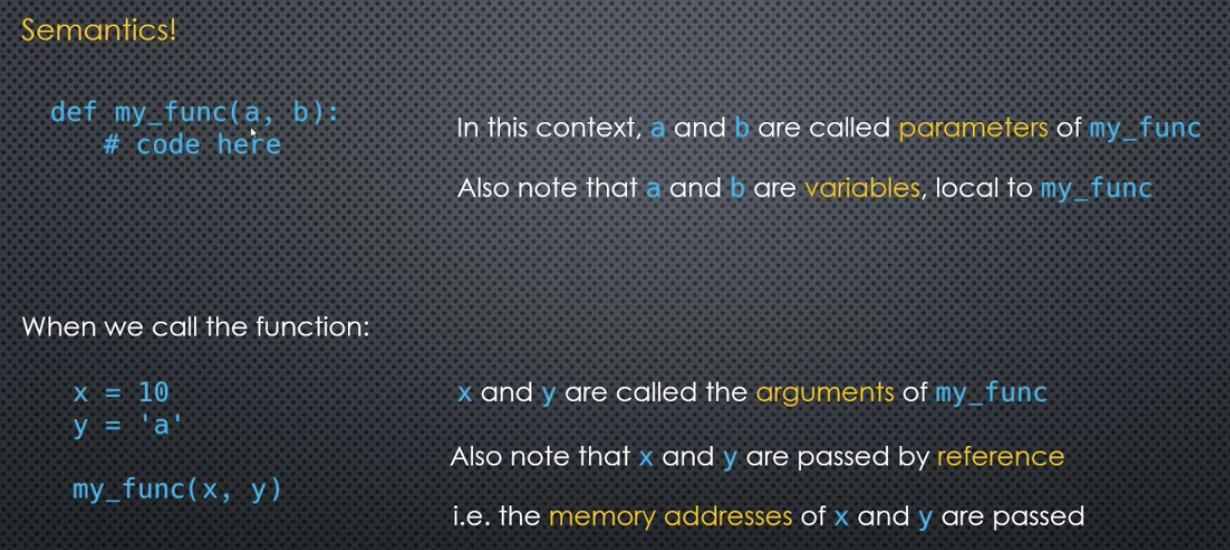 Semantics!
def my_func(a, b):
# code here
In this context, a and b are called parameters of my_func
Also note that a and b are variables, local to my_func
When we call the function:
x = 10
y = 'a'
my_func(x, y)
x and y are called the arguments of my_func
Also note that x and y are passed by reference
i.e. the memory addresses of x and y are passed